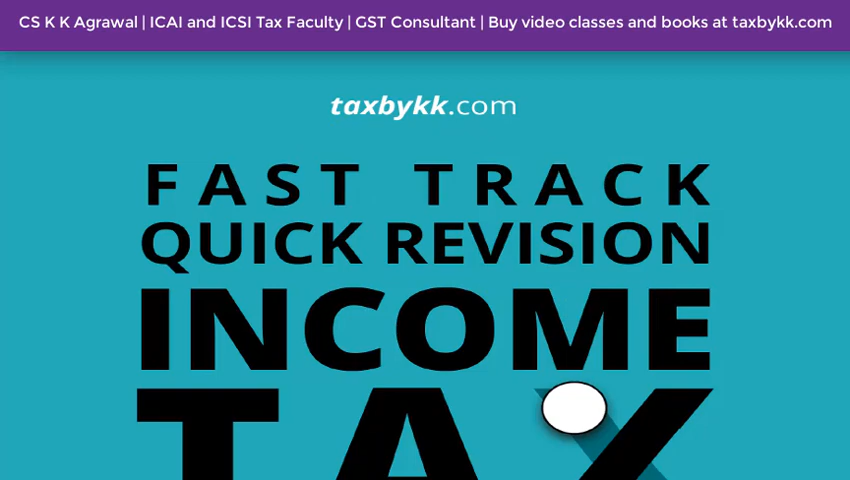 CS K K Agrawal | ICAI and ICSI Tax Faculty | GST Consultant | Buy video classes and books at taxbykk.com
taxbykk.com
FAST TRACK
QUICK REVISION
INCOME
TAX